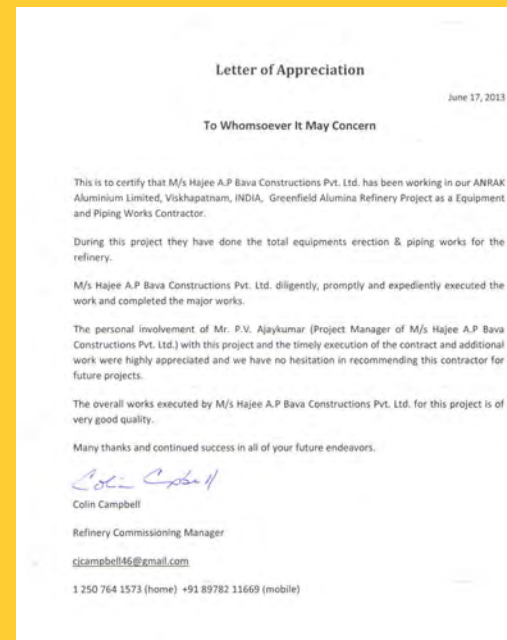 Letter of Appreciation
June 17, 2013
To Whomsoever It May Concern
This is to certify that M/s Hajee A.P Bava Constructions Pvt. Ltd. has been working in our ANRAK
Aluminium Limited, Viskhapatnam, INDIA, Greenfield Alumina Refinery Project as a Equipment
and Piping Works Contractor.
During this project they have done the total equipments erection & piping works for the
refinery.
M/s Hajee A.P Bava Constructions Pvt. Ltd. diligently, promptly and expediently executed the
work and completed the major works.
The personal involvement of Mr. P.V. Ajaykumar (Project Manager of M/s Hajee A.P Bava
Constructions Pvt. Ltd.) with this project and the timely execution of the contract and additional
work were highly appreciated and we have no hesitation in recommending this contractor for
future projects.
The overall works executed by M/s Hajee A.P Bava Constructions Pvt. Ltd. for this project is of
very good quality.
Many thanks and continued success in all of your future endeavors.
Colin Campbell
Colin Campbell
Refinery Commissioning Manager
cjcampbell46@gmail.com
1 250 764 1573 (home) +91 89782 11669 (mobile)